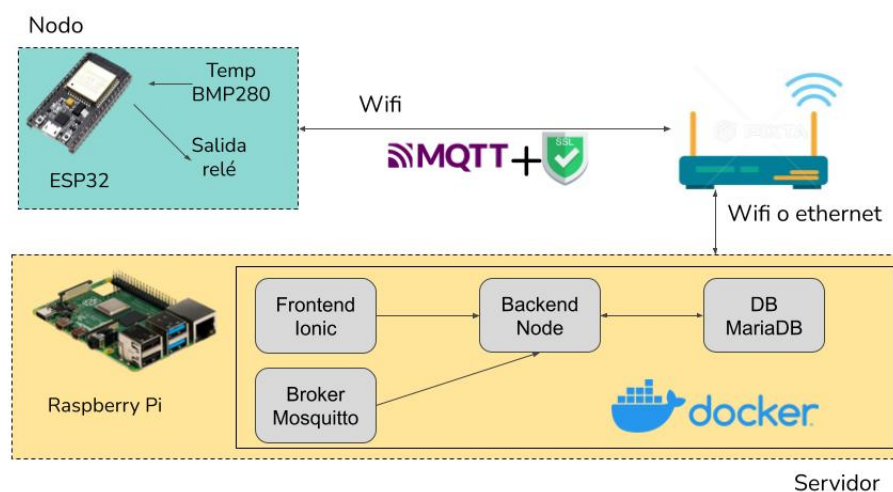 Nodo
Temp
BMP280
Salida
relé
ESP32
Wifi
MQTT+
SSL
PIXTA
Wifi o ethernet
Raspberry Pi
Frontend
Ionic
Backend
Node
DB
MariaDB
Broker
Mosquitto
docker
Servidor